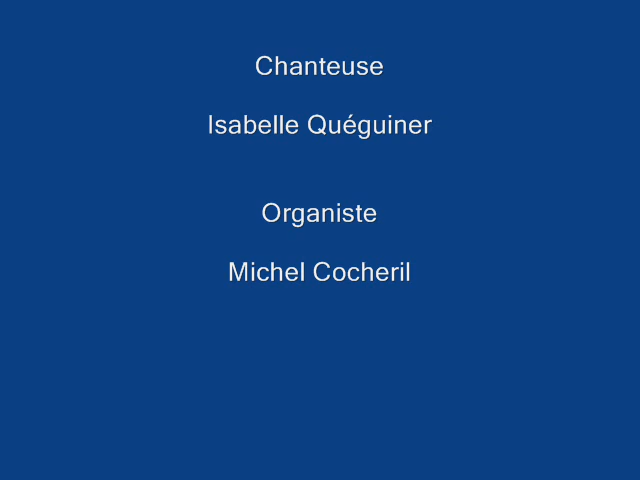 Chanteuse
Isabelle Quéguiner
Organiste
Michel Cocheril